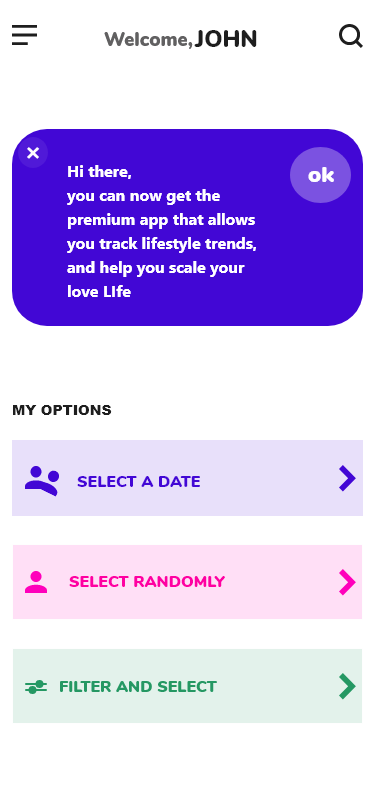 Welcome, JOHN
Hi there,
ok
you can now get the
premium app that allows
you track lifestyle trends,
and help you scale your
love LIfe
MY OPTIONS
SELECT A DATE
SELECT RANDOMLY
FILTER AND SELECT